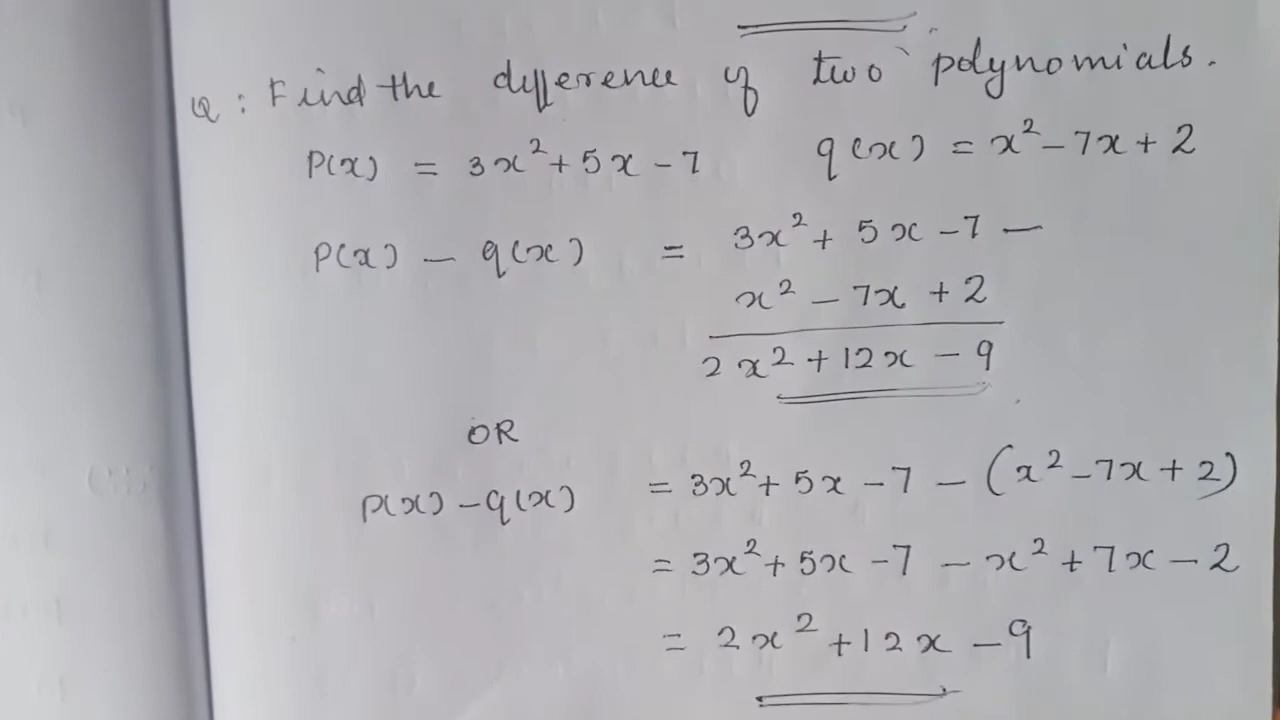 Q : Find the difference of two polynomials.
P(x) = 3x² + 5x - 7 q(x) = x² - 7x + 2
P(x) - q(x) = 3x² + 5x - 7 -
x² - 7x + 2
2x² + 12x - 9
OR
P(x) - q(x) = 3x² + 5x - 7 - (x² - 7x + 2)
= 3x² + 5x - 7 - x² + 7x - 2
= 2x² + 12x - 9